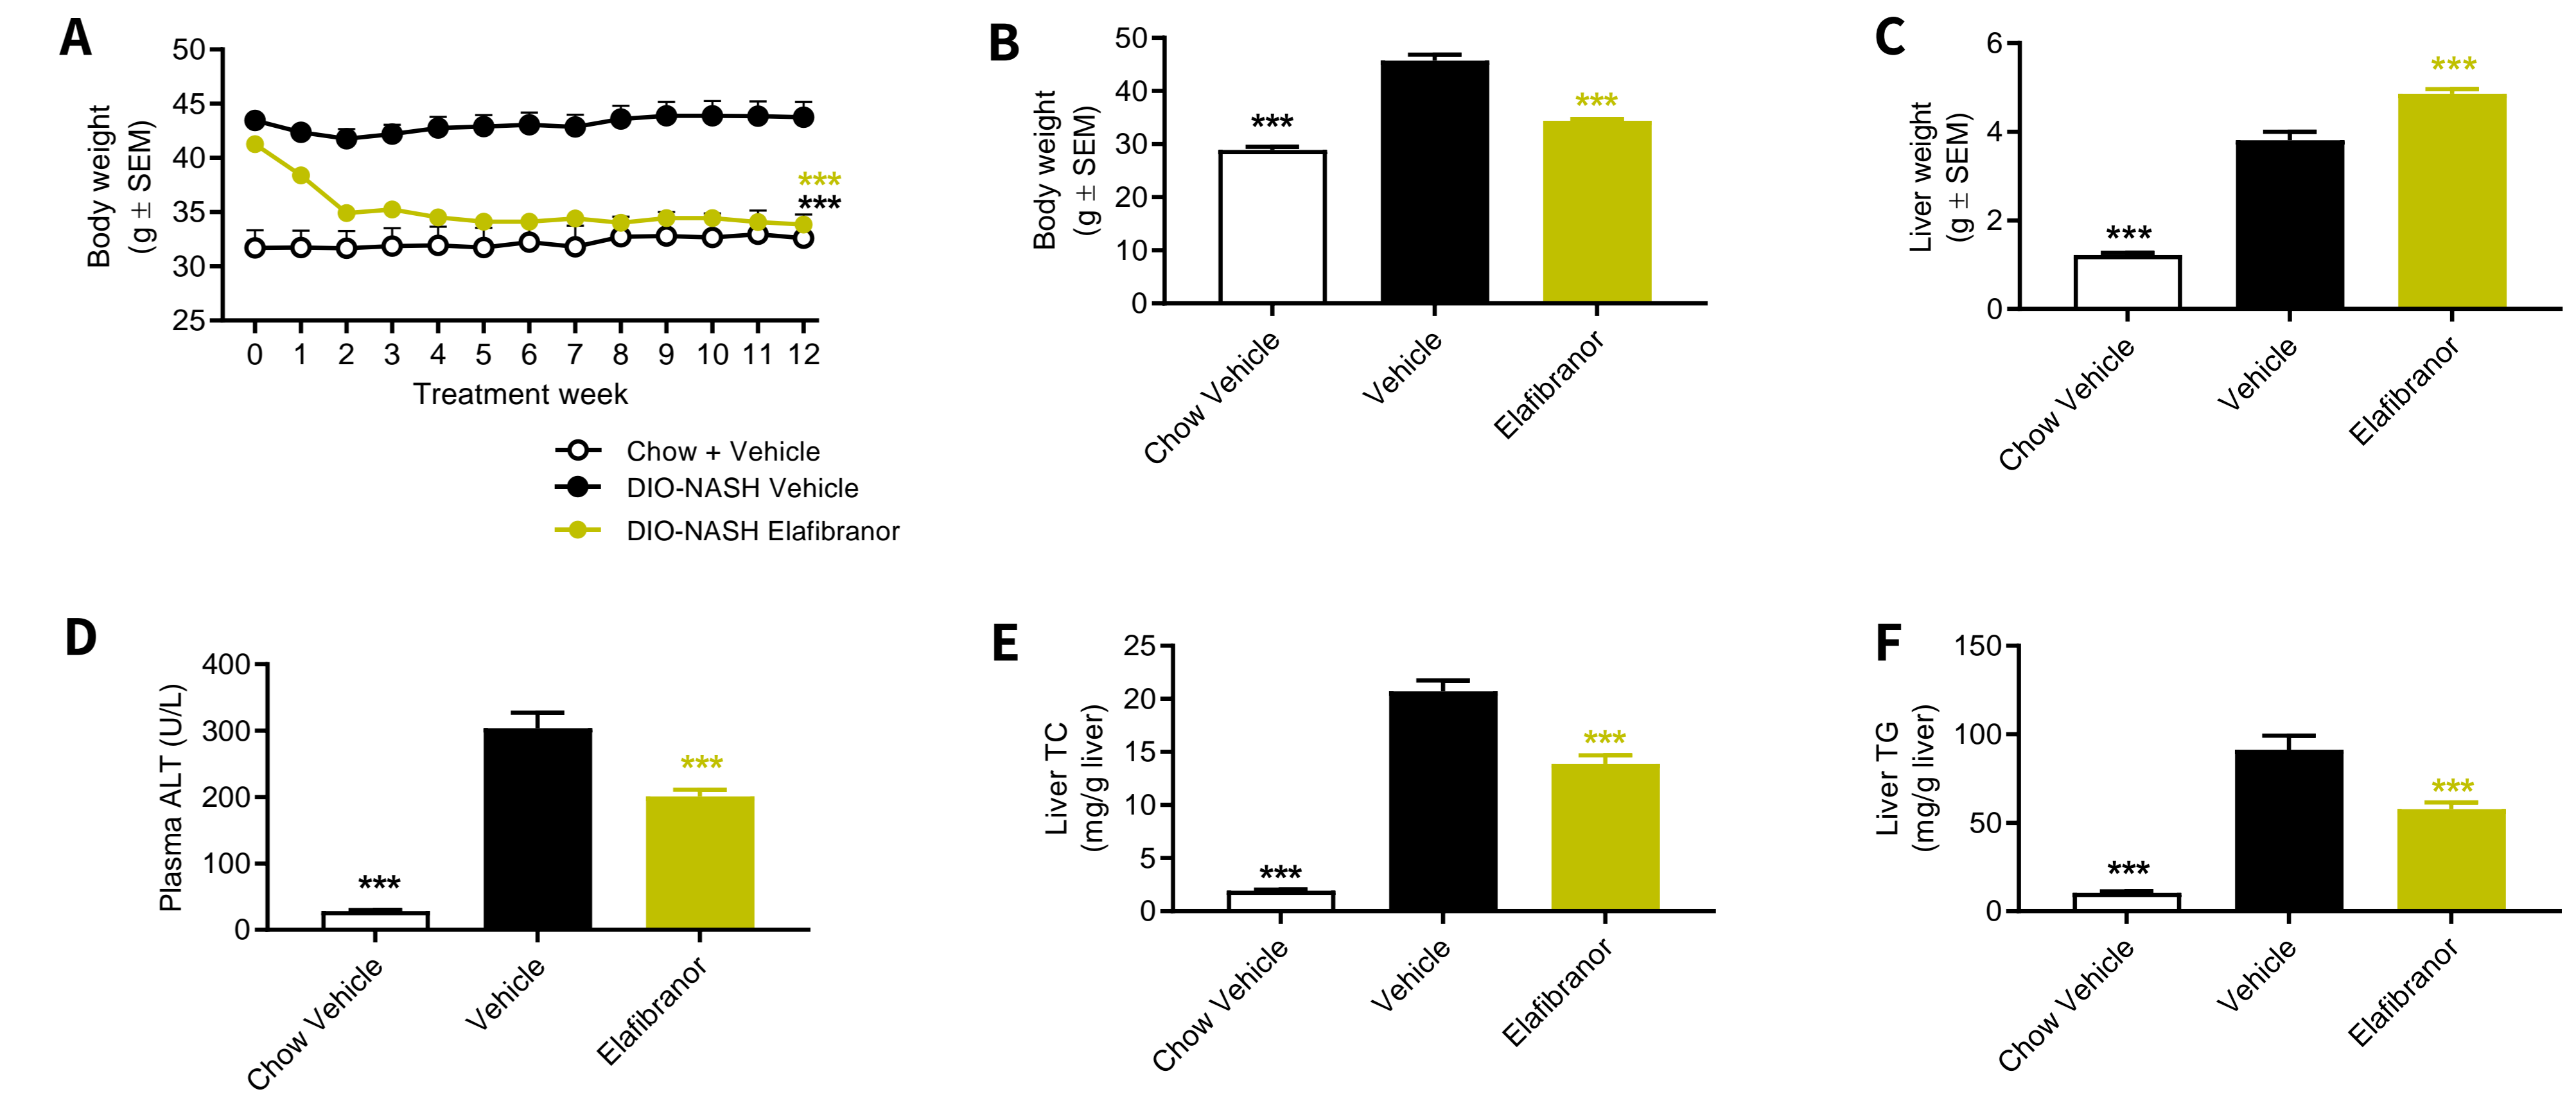 A
50
45
40
35
30
25
Body weight
(g ± SEM)
***
***
0 1 2 3 4 5 6 7 8 9 10 11 12
Treatment week
Chow + Vehicle
DIO-NASH Vehicle
DIO-NASH Elafibranor
B
50
40
30
20
10
0
Body weight
(g ± SEM)
***
***
Chow Vehicle
Vehicle
Elafibranor
C
6
4
2
0
Liver weight
(g ± SEM)
***
***
Chow Vehicle
Vehicle
Elafibranor
D
400
300
200
100
0
Plasma ALT (U/L)
***
***
Chow Vehicle
Vehicle
Elafibranor
E
25
20
15
10
5
0
Liver TC
(mg/g liver)
***
***
Chow Vehicle
Vehicle
Elafibranor
F
150
100
50
0
Liver TG
(mg/g liver)
***
***
Chow Vehicle
Vehicle
Elafibranor